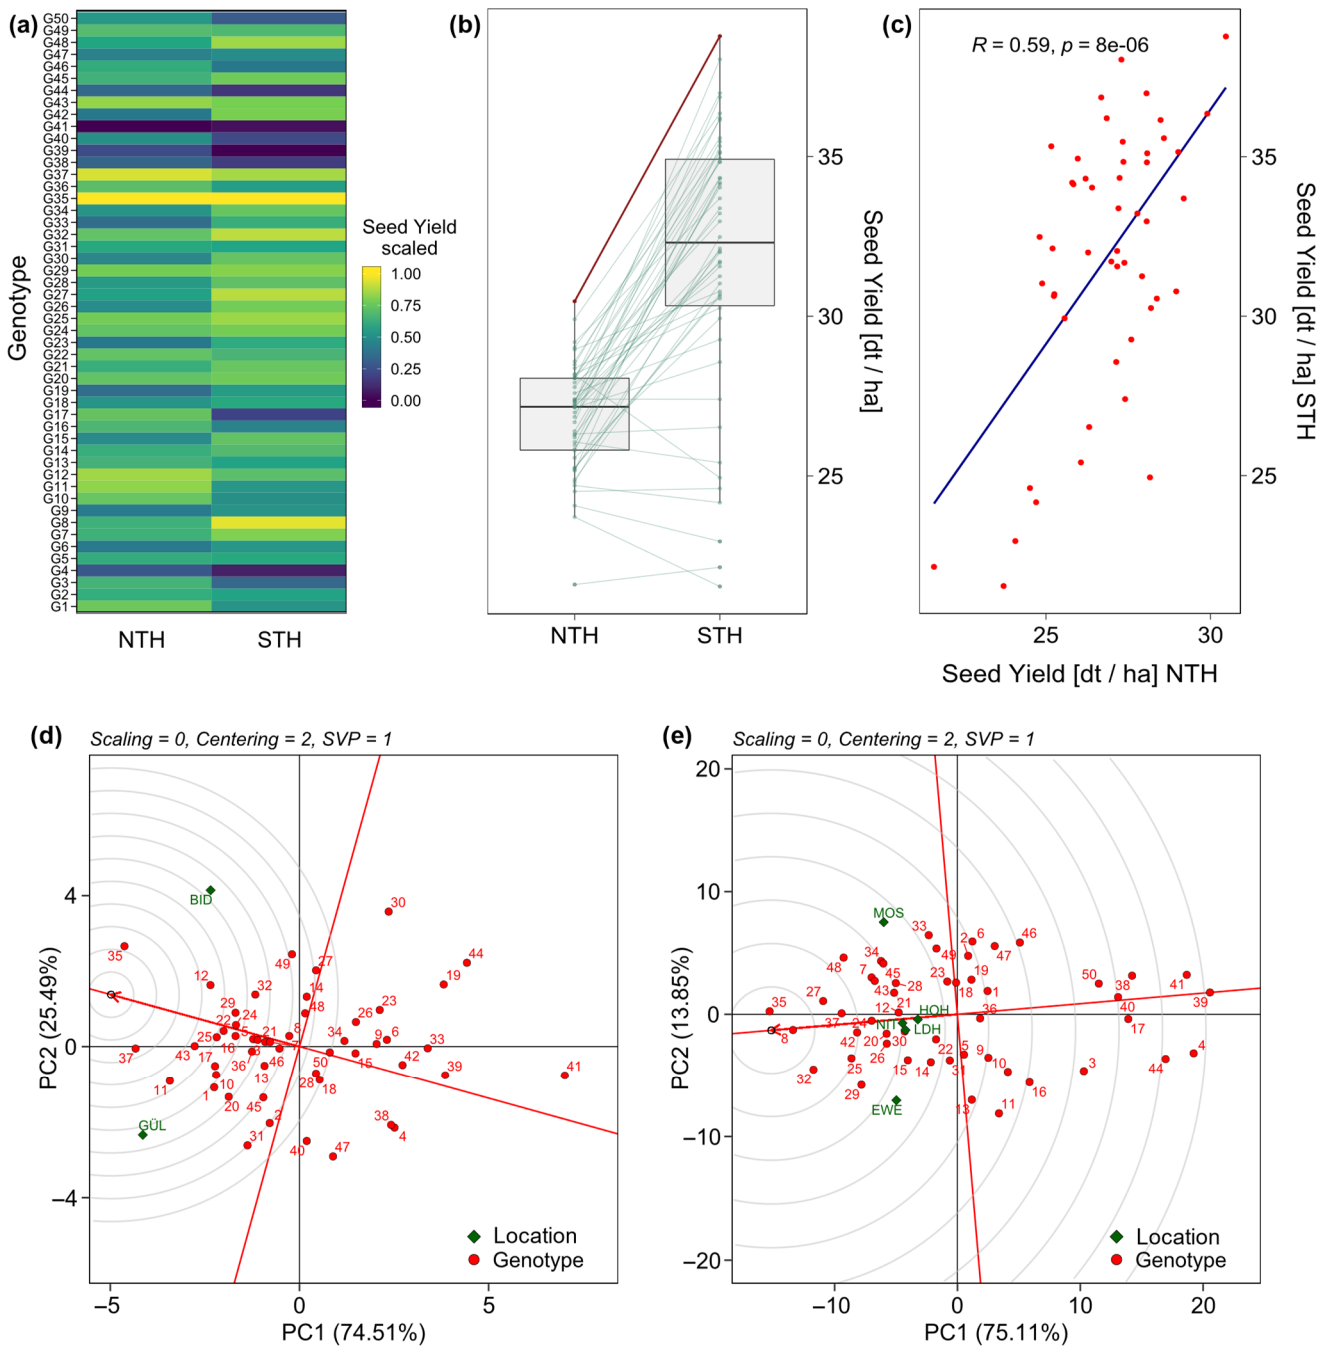 (a)
G50
G49
G48
G47
G46
G45
G44
G43
G42
G41
G40
G39
G38
G37
G36
G35
G34
G33
G32
G31
G30
G29
G28
G27
G26
G25
G24
G23
G22
G21
G20
G19
G18
G17
G16
G15
G14
G13
G12
G11
G10
G9
G8
G7
G6
G5
G4
G3
G2
G1
Genotype
NTH STH
Seed Yield
scaled
1.00
0.75
0.50
0.25
0.00
(b)
35
30
25
Seed Yield [dt / ha]
NTH STH
(c)
R = 0.59, p = 8e-06
35
30
25
Seed Yield [dt / ha] STH
25 30
Seed Yield [dt / ha] NTH
(d)
Scaling = 0, Centering = 2, SVP = 1
4
0
−4
PC2 (25.49%)
BID
GÜL
30
44
19
27
49
35
12
32
14
48
23
26
29
24
22
25
5
21
8
34
9
6
33
7
3
36
46
50
15
42
39
41
37
43
17
16
13
28
18
11
10
1
20
45
2
31
40
47
38
4
Location
Genotype
−5 0 5
PC1 (74.51%)
(e)
Scaling = 0, Centering = 2, SVP = 1
20
10
0
−10
−20
PC2 (13.85%)
MOS
HOH
NIT
LDH
EWE
33
2
6
46
47
49
34
48
7
45
28
23
19
18
1
43
27
35
12
21
37
24
36
50
38
41
40
39
17
8
42
20
30
26
25
15
14
22
31
5
9
10
3
44
4
32
29
13
11
16
Location
Genotype
−10 0 10 20
PC1 (75.11%)